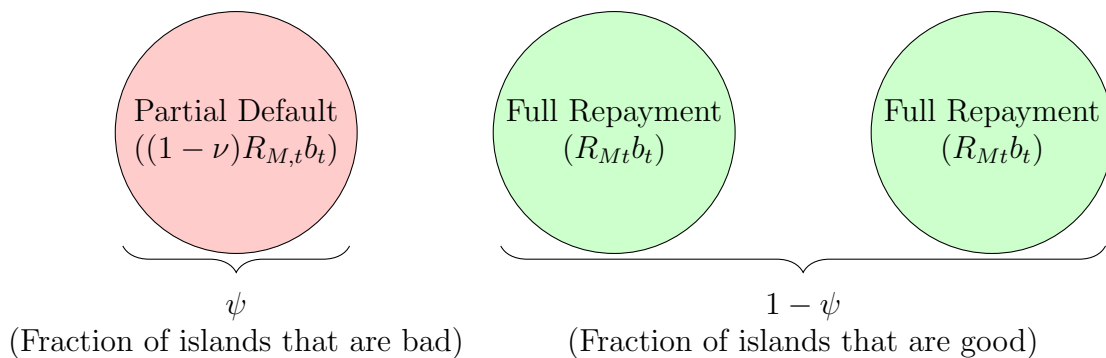 Partial Default
((1 − ν)R_{M,t}b_t)
Full Repayment
(R_{Mt}b_t)
Full Repayment
(R_{Mt}b_t)
ψ
(Fraction of islands that are bad)
1 − ψ
(Fraction of islands that are good)